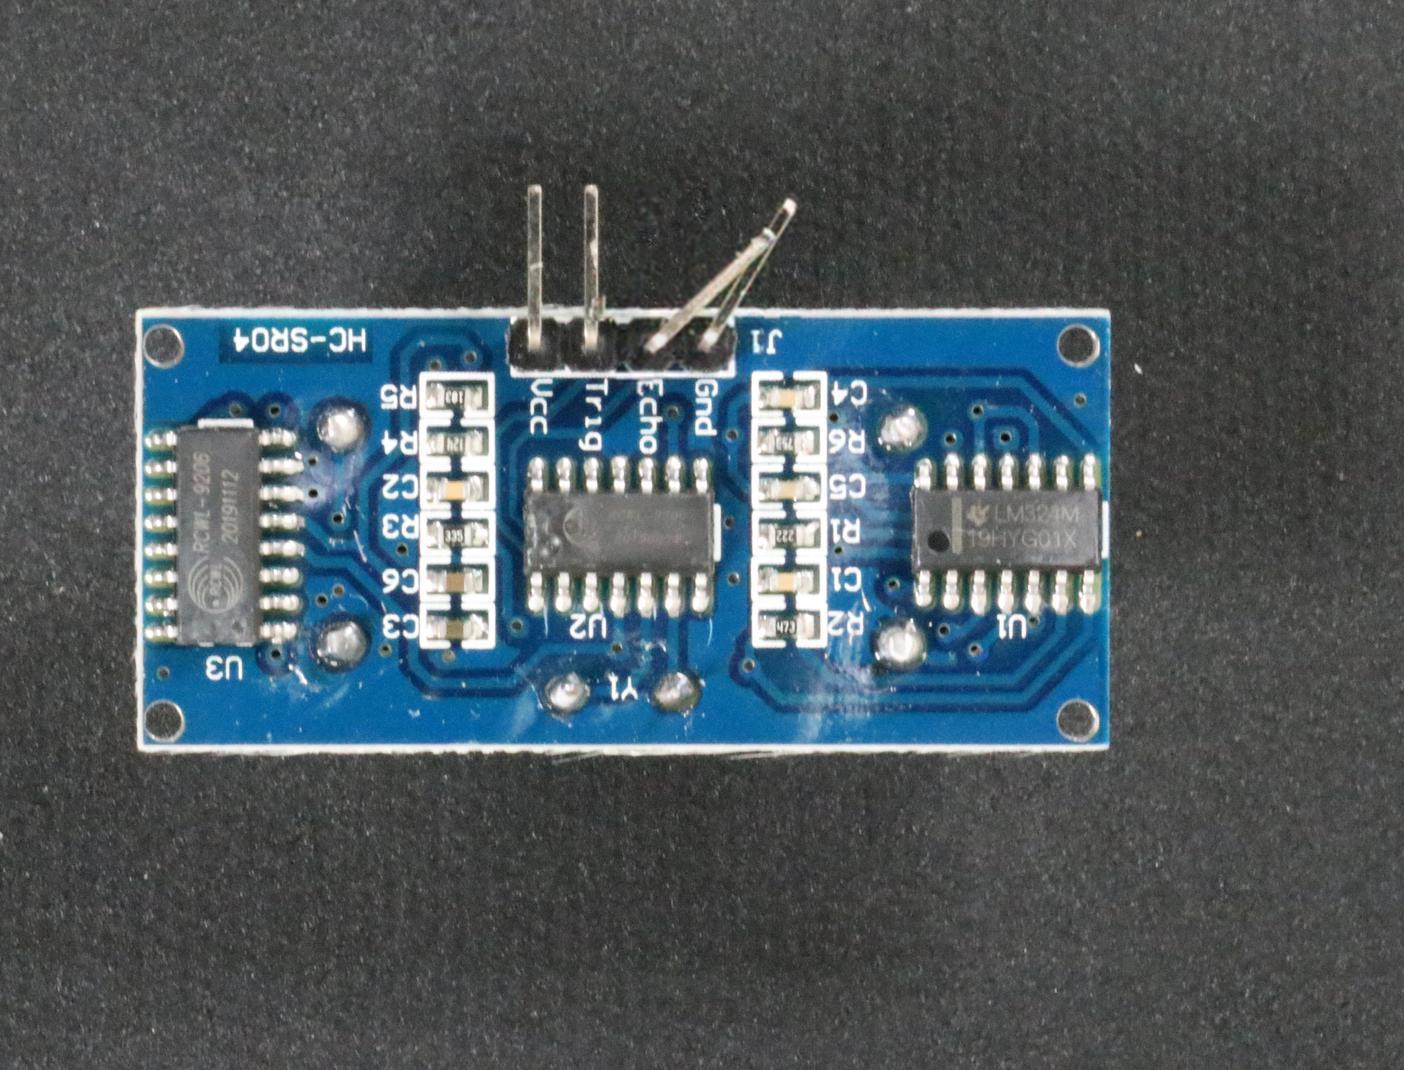 HC-SR04
J1
Vcc
Trig
Echo
Gnd
R5
103
R4
124
C2
R3
335
C6
C3
C4
R6
C5
R1
222
C1
R2
473
RCWL-9206
20191112
U3
U2
Y1
LM324M
19HYG01X
U1